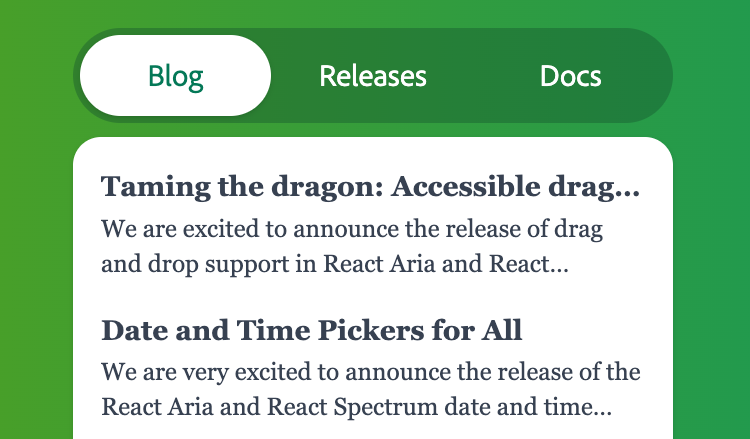 Blog Releases Docs
Taming the dragon: Accessible drag...
We are excited to announce the release of drag
and drop support in React Aria and React...
Date and Time Pickers for All
We are very excited to announce the release of the
React Aria and React Spectrum date and time...